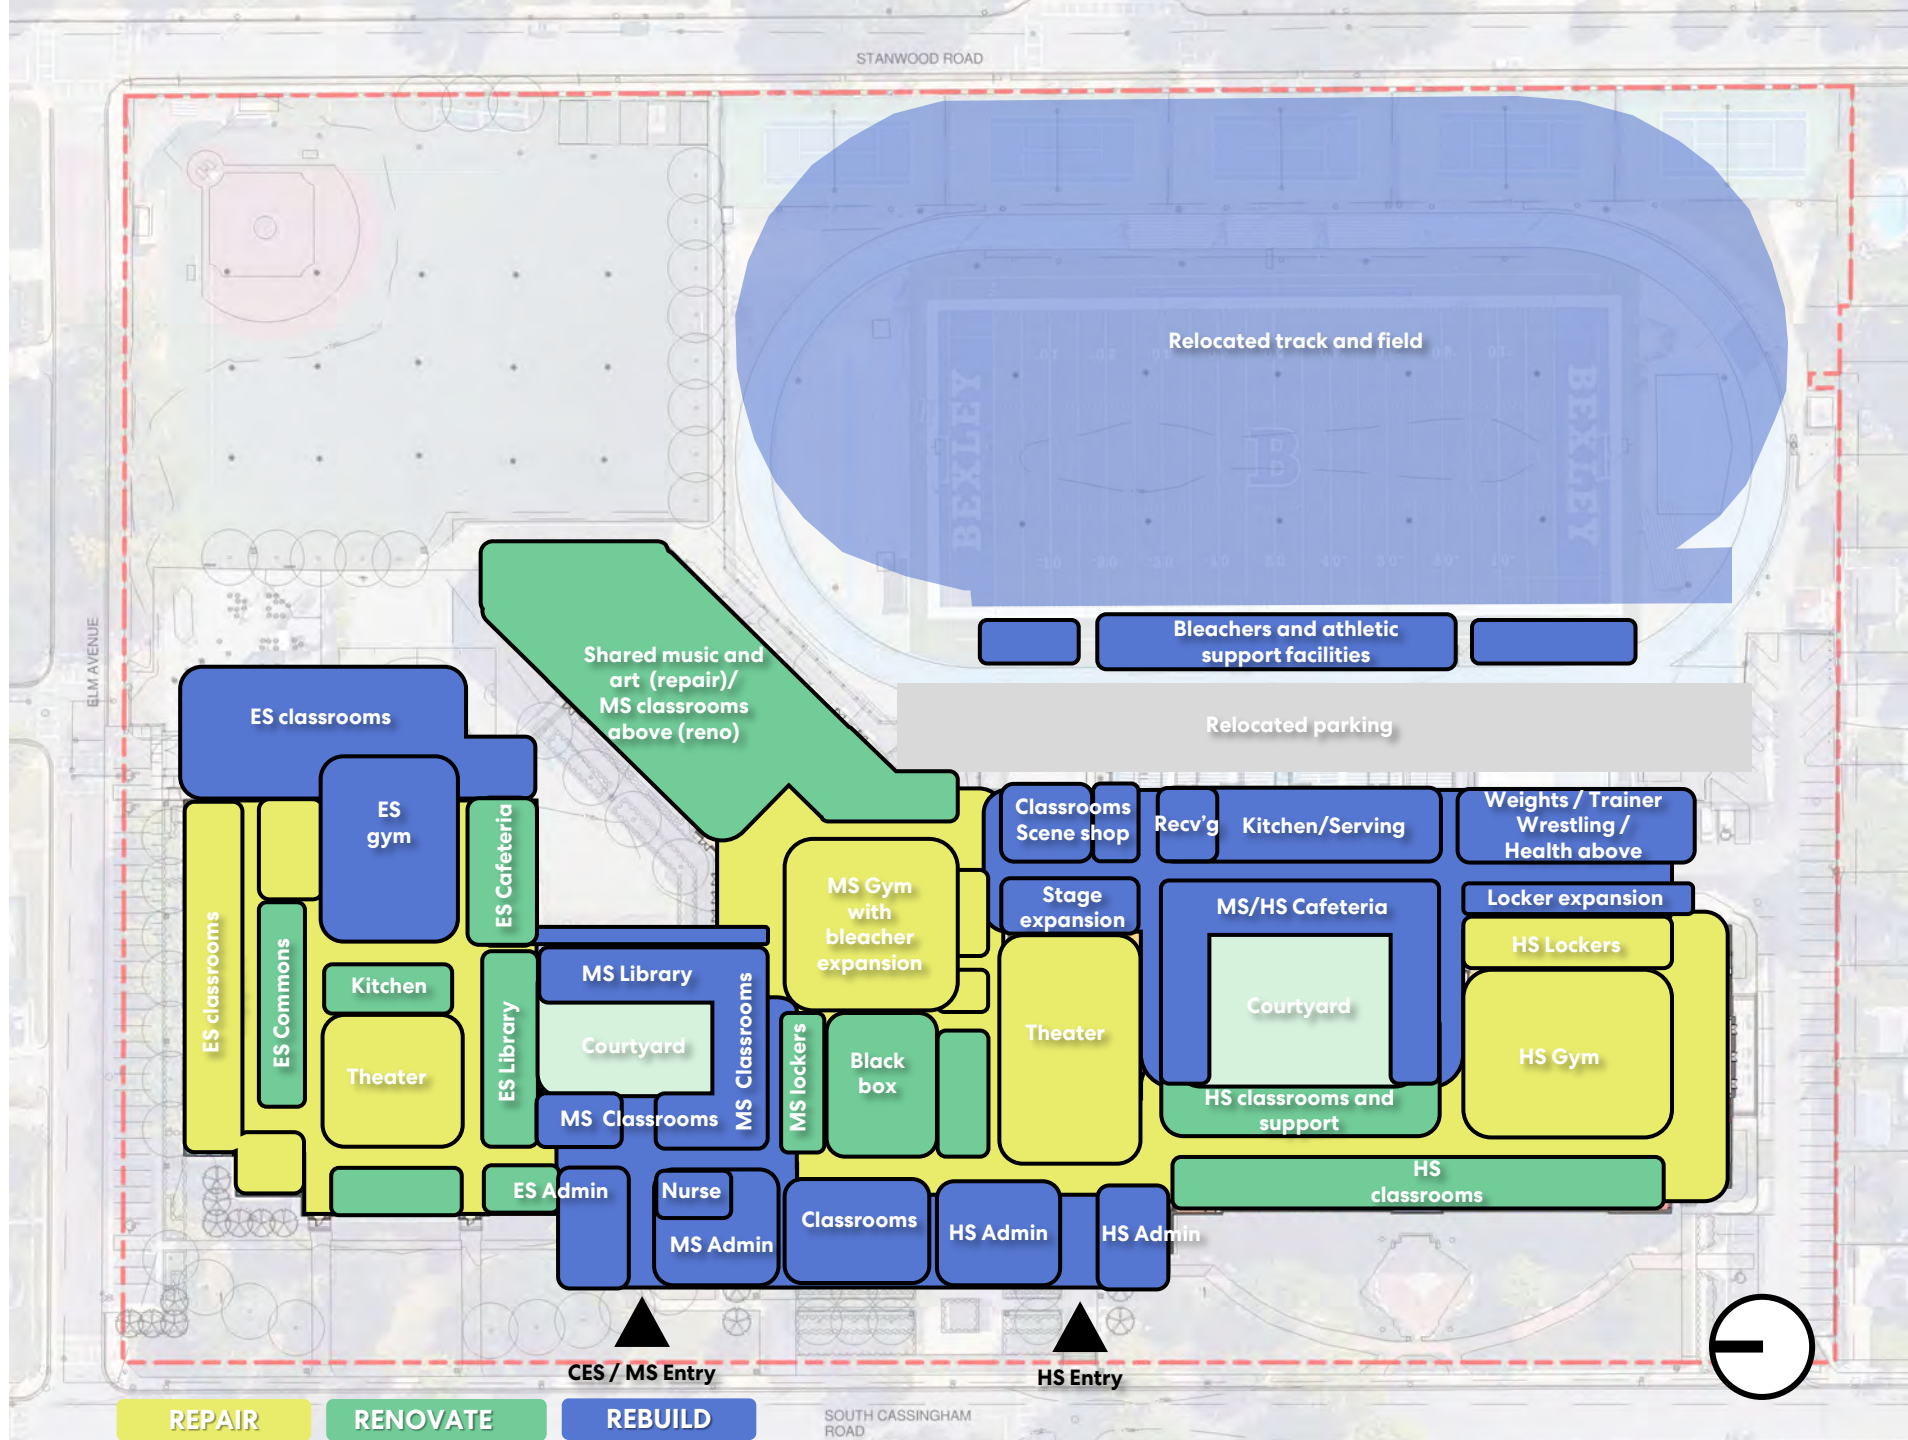 STANWOOD ROAD
Relocated track and field
BEXLEY
BEXLEY
B
ELM AVENUE
Bleachers and athletic
support facilities
Shared music and
art (repair)/
MS classrooms
above (reno)
Relocated parking
ES classrooms
ES
gym
ES Cafeteria
Classrooms
Scene shop
Recv'g
Kitchen/Serving
Weights / Trainer
Wrestling /
Health above
MS Gym
with
bleacher
expansion
Stage
expansion
MS/HS Cafeteria
Locker expansion
HS Lockers
ES classrooms
ES Commons
Kitchen
Theater
ES Library
MS Library
Courtyard
MS Classrooms
MS Classrooms
MS lockers
Black
box
Theater
Courtyard
HS Gym
HS classrooms and
support
HS
classrooms
ES Admin
Nurse
MS Admin
Classrooms
HS Admin
HS Admin
CES / MS Entry
HS Entry
REPAIR
RENOVATE
REBUILD
SOUTH CASSINGHAM
ROAD